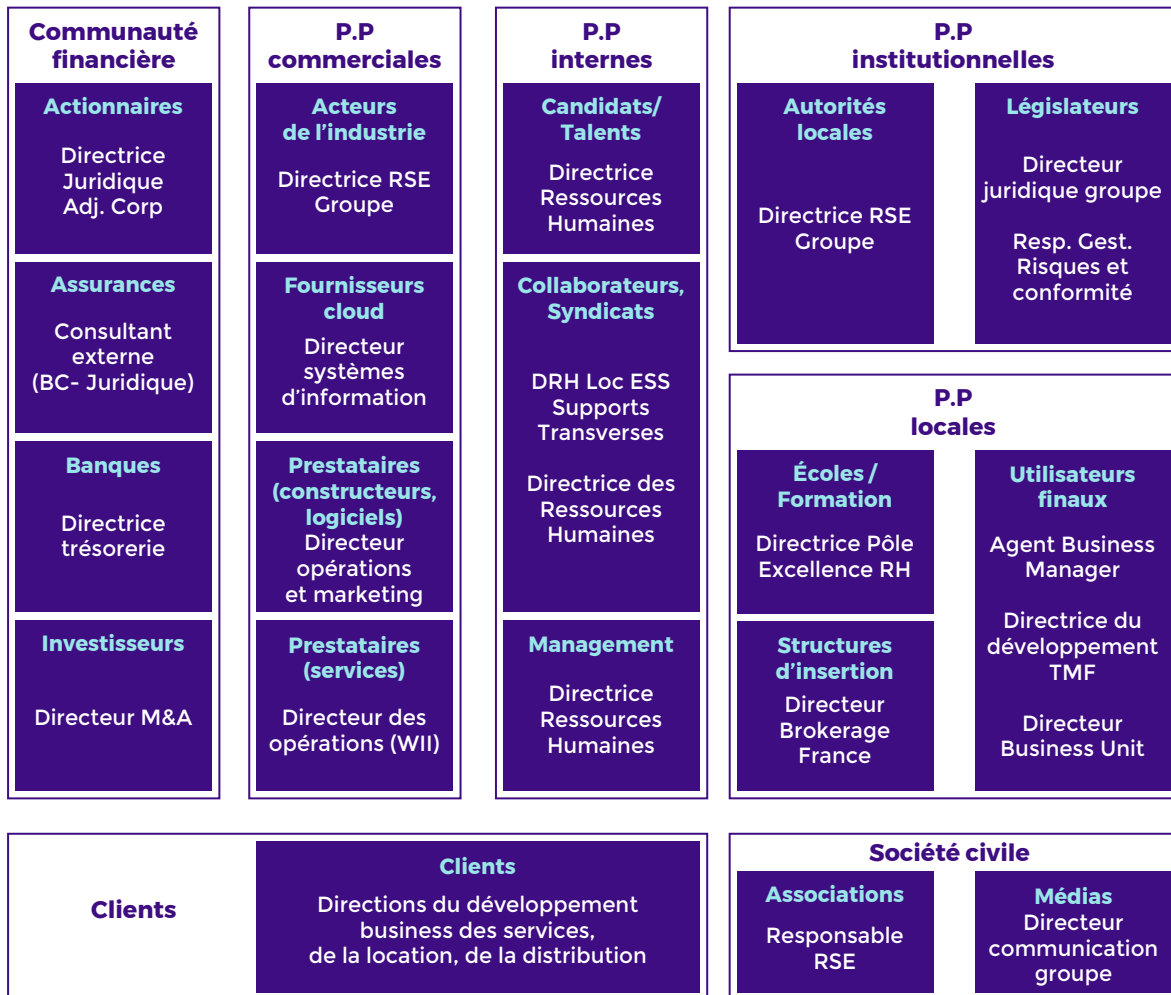 Communauté
financière
Actionnaires
Directrice
Juridique
Adj. Corp
Assurances
Consultant
externe
(BC- Juridique)
Banques
Directrice
trésorerie
Investisseurs
Directeur M&A
P.P
commerciales
Acteurs
de l'industrie
Directrice RSE
Groupe
Fournisseurs
cloud
Directeur
systèmes
d'information
Prestataires
(constructeurs,
logiciels)
Directeur
opérations
et marketing
Prestataires
(services)
Directeur des
opérations (WII)
P.P
internes
Candidats/
Talents
Directrice
Ressources
Humaines
Collaborateurs,
Syndicats
DRH Loc ESS
Supports
Transverses
Directrice des
Ressources
Humaines
Management
Directrice
Ressources
Humaines
P.P
institutionnelles
Autorités
locales
Directrice RSE
Groupe
Législateurs
Directeur
juridique groupe
Resp. Gest.
Risques et
conformité
P.P
locales
Écoles /
Formation
Directrice Pôle
Excellence RH
Structures
d'insertion
Directeur
Brokerage
France
Utilisateurs
finaux
Agent Business
Manager
Directrice du
développement
TMF
Directeur
Business Unit
Clients
Clients
Directions du développement
business des services,
de la location, de la distribution
Société civile
Associations
Responsable
RSE
Médias
Directeur
communication
groupe